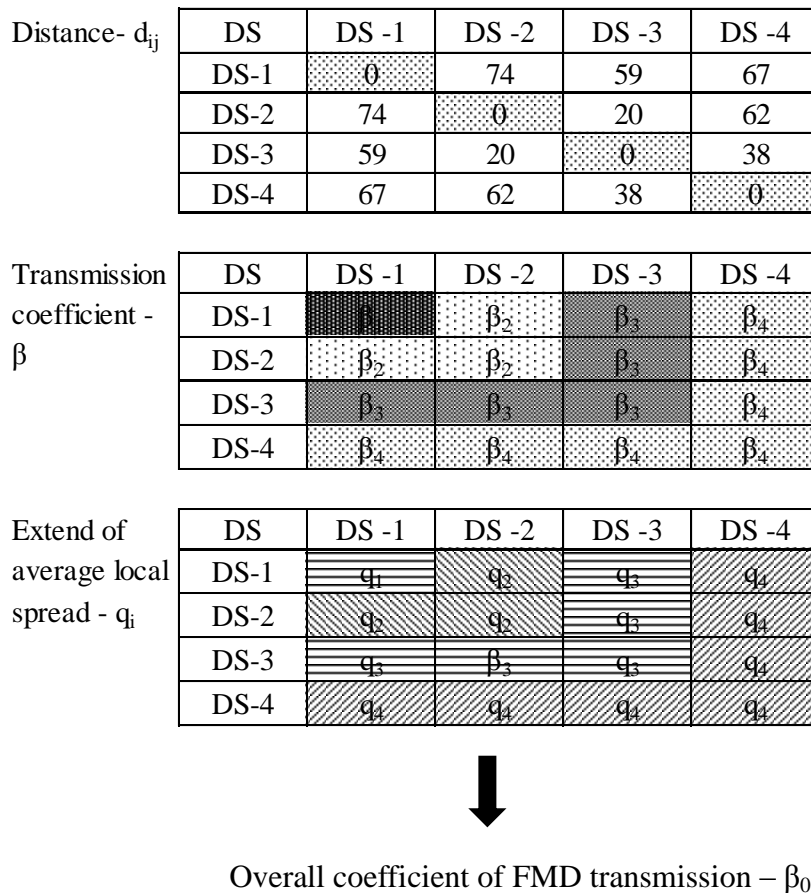 Distance- dij DS DS -1 DS -2 DS -3 DS -4
DS-1 0 74 59 67
DS-2 74 0 20 62
DS-3 59 20 0 38
DS-4 67 62 38 0
Transmission DS DS -1 DS -2 DS -3 DS -4
coefficient - DS-1 β β2 β3 β4
β DS-2 β2 β2 β3 β4
DS-3 β3 β3 β3 β4
DS-4 β4 β4 β4 β4
Extend of DS DS -1 DS -2 DS -3 DS -4
average local DS-1 q1 q2 q3 q4
spread - qi DS-2 q2 q2 q3 q4
DS-3 q3 β3 q3 q4
DS-4 q4 q4 q4 q4
Overall coefficient of FMD transmission – β0